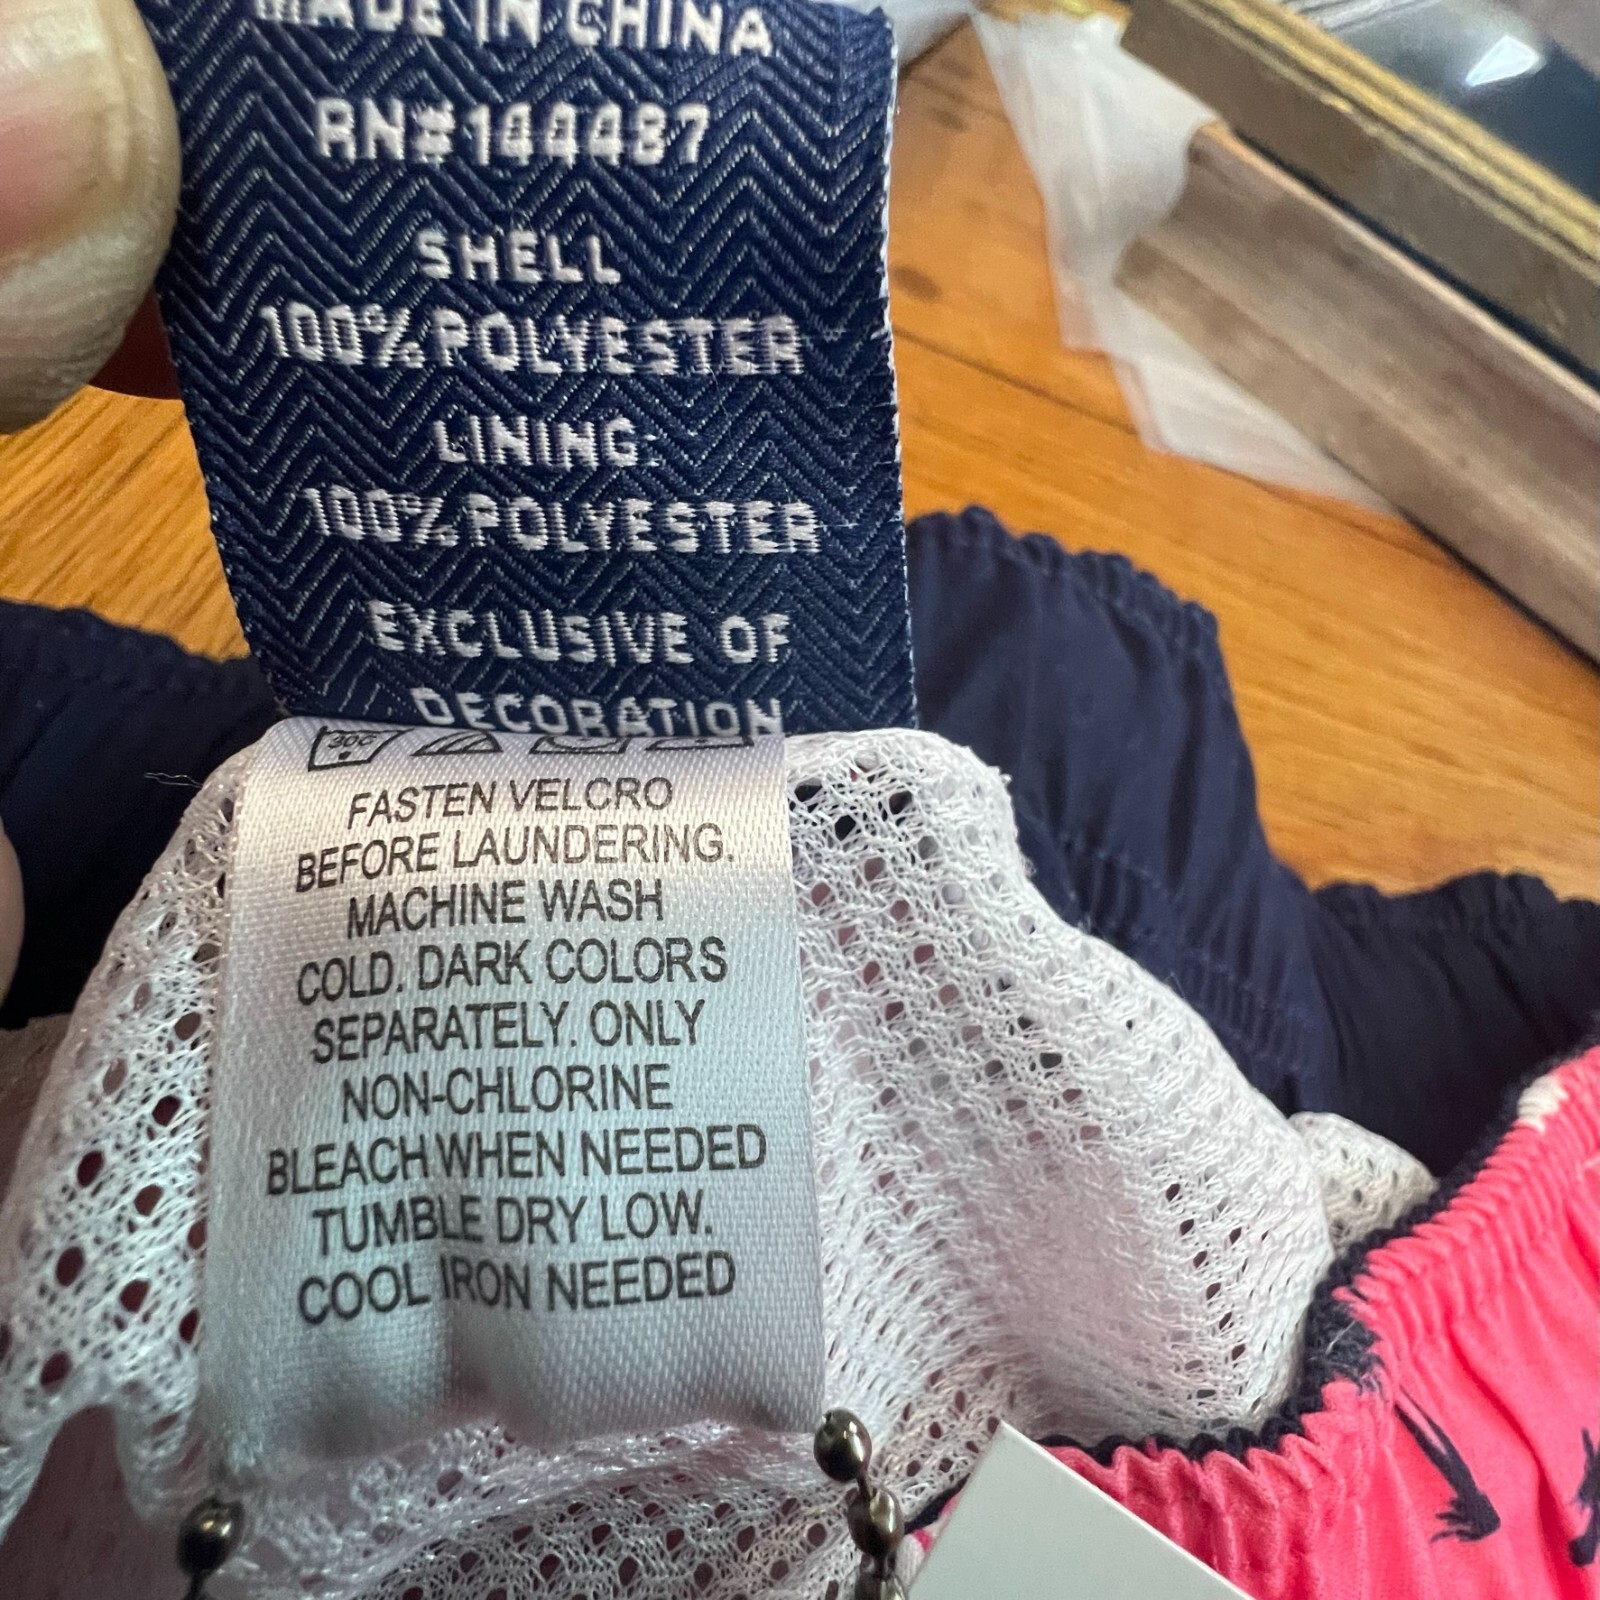 MADE IN CHINA
RN#144487
SHELL
100% POLYESTER
LINING:
100% POLYESTER
EXCLUSIVE OF
DECORATION
30C
FASTEN VELCRO
BEFORE LAUNDERING.
MACHINE WASH
COLD. DARK COLORS
SEPARATELY. ONLY
NON-CHLORINE
BLEACH WHEN NEEDED
TUMBLE DRY LOW.
COOL IRON NEEDED